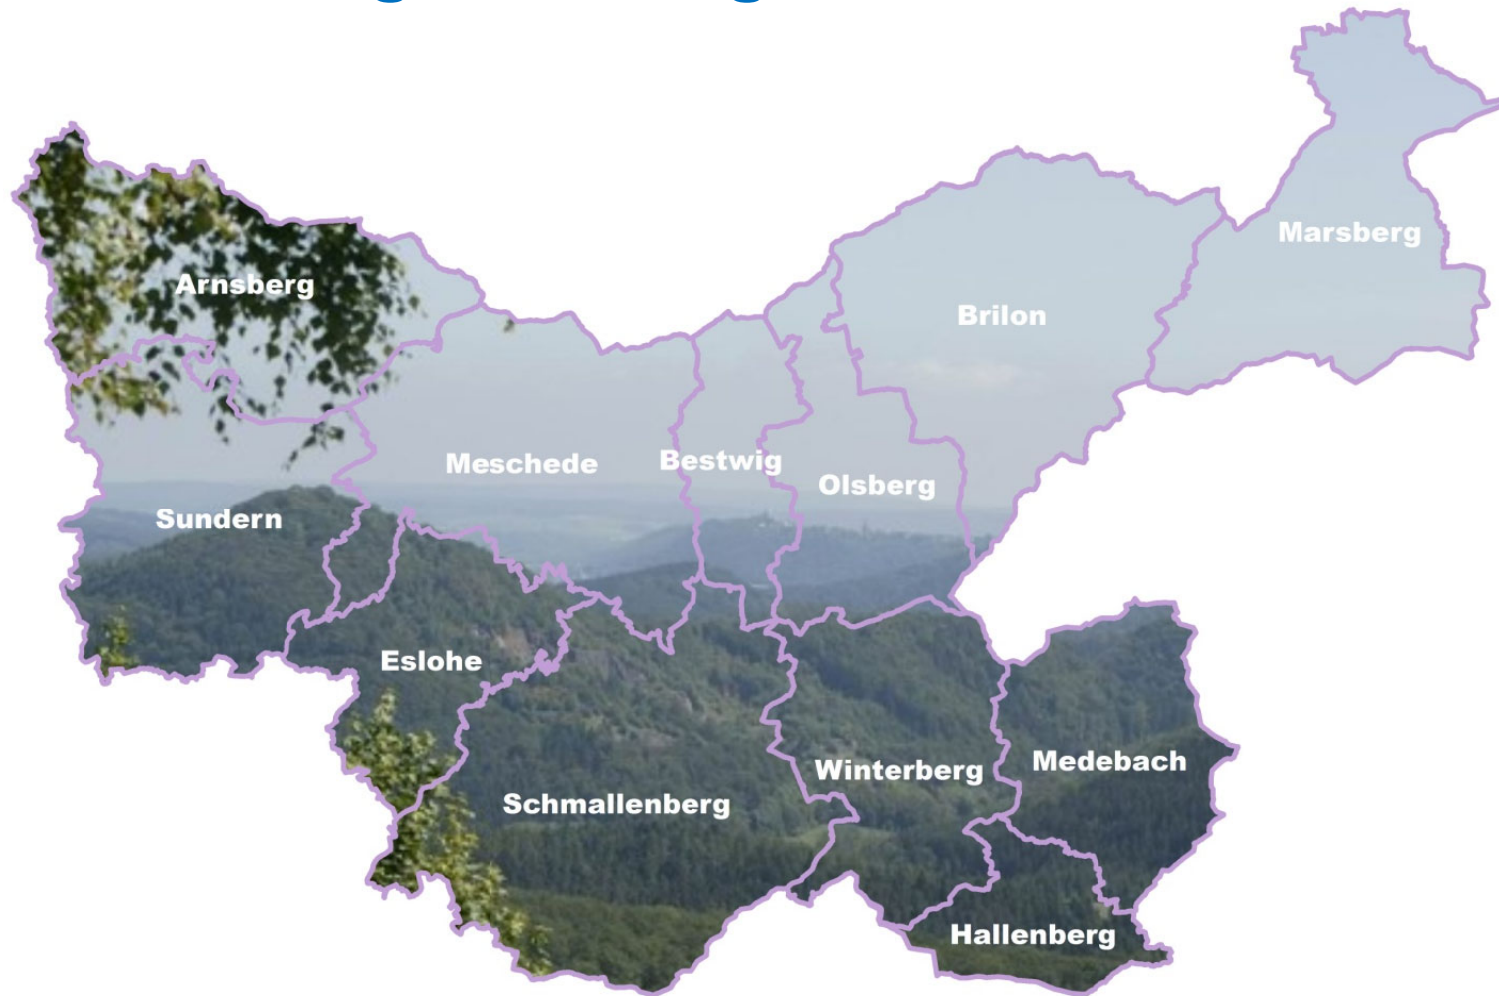 Marsberg
Arnsberg
Brilon
Meschede
Bestwig
Olsberg
Sundern
Eslohe
Winterberg
Medebach
Schmallenberg
Hallenberg